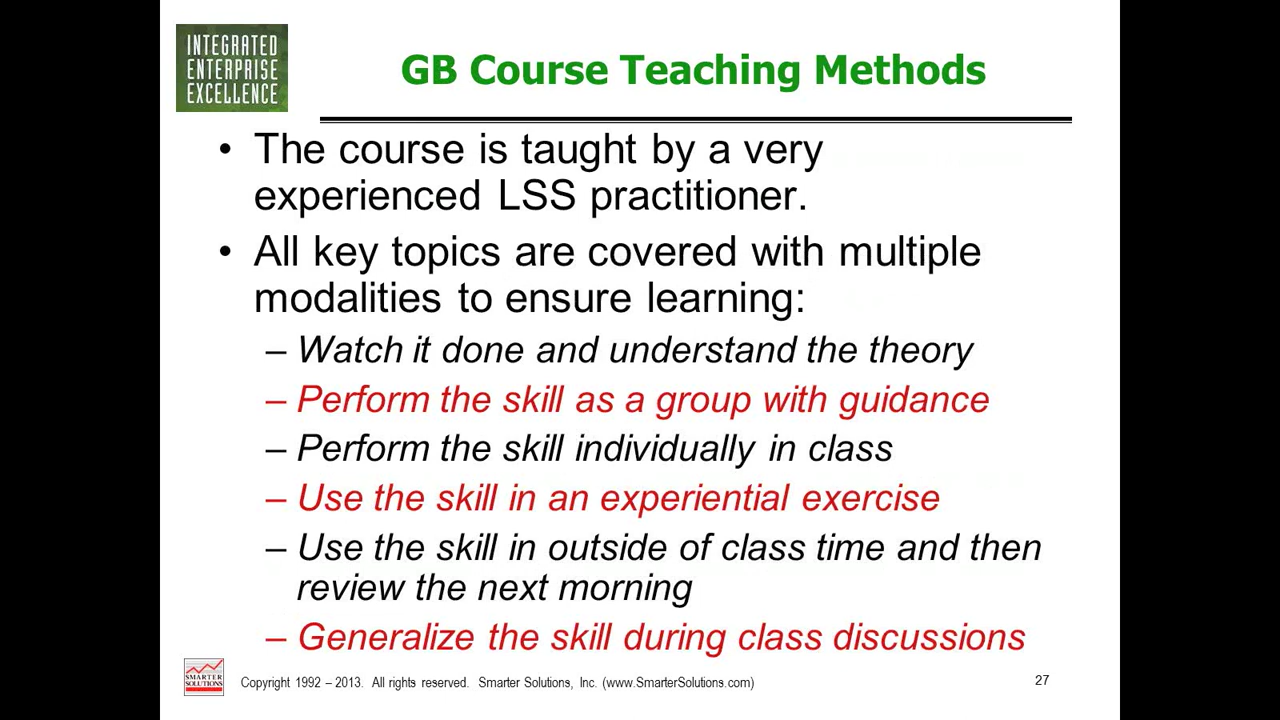 INTEGRATED
ENTERPRISE
EXCELLENCE
GB Course Teaching Methods
• The course is taught by a very
experienced LSS practitioner.
• All key topics are covered with multiple
modalities to ensure learning:
– Watch it done and understand the theory
– Perform the skill as a group with guidance
– Perform the skill individually in class
– Use the skill in an experiential exercise
– Use the skill in outside of class time and then
review the next morning
– Generalize the skill during class discussions
SMARTER
SOLUTIONS
Copyright 1992 – 2013. All rights reserved. Smarter Solutions, Inc. (www.SmarterSolutions.com)
27